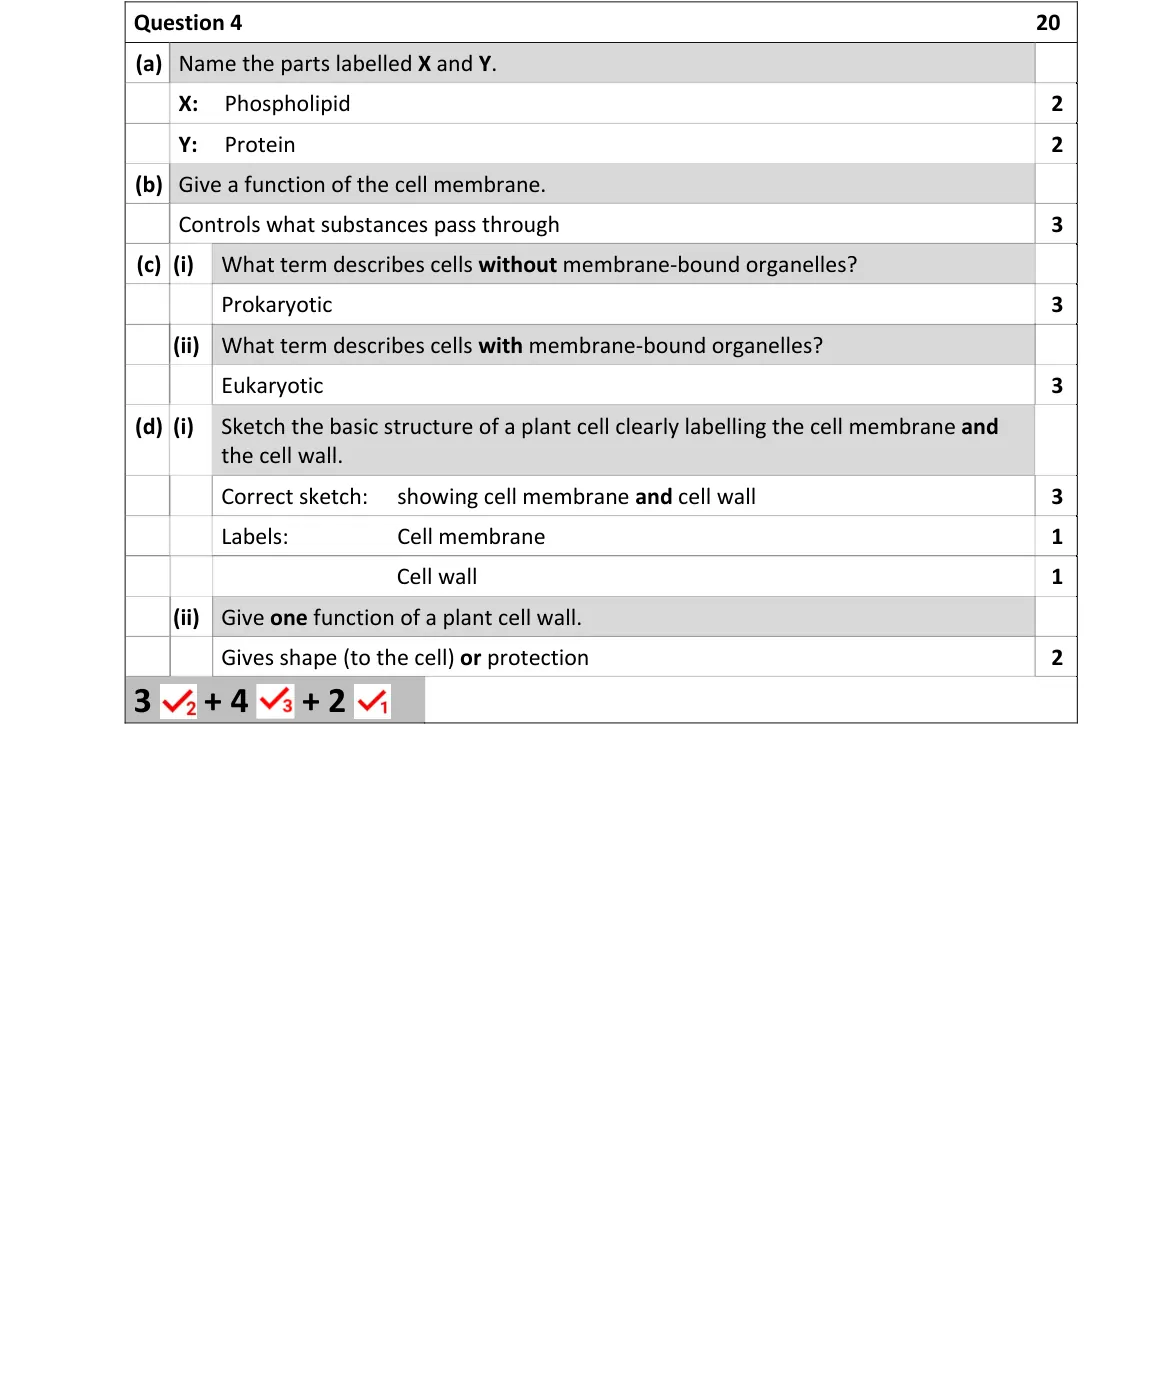 Question 4 20
(a) Name the parts labelled X and Y.
X: Phospholipid 2
Y: Protein 2
(b) Give a function of the cell membrane.
Controls what substances pass through 3
(c) (i) What term describes cells without membrane-bound organelles?
Prokaryotic 3
(ii) What term describes cells with membrane-bound organelles?
Eukaryotic 3
(d) (i) Sketch the basic structure of a plant cell clearly labelling the cell membrane and
the cell wall.
Correct sketch: showing cell membrane and cell wall 3
Labels: Cell membrane 1
Cell wall 1
(ii) Give one function of a plant cell wall.
Gives shape (to the cell) or protection 2
3 ✓2 + 4 ✓3 + 2 ✓1